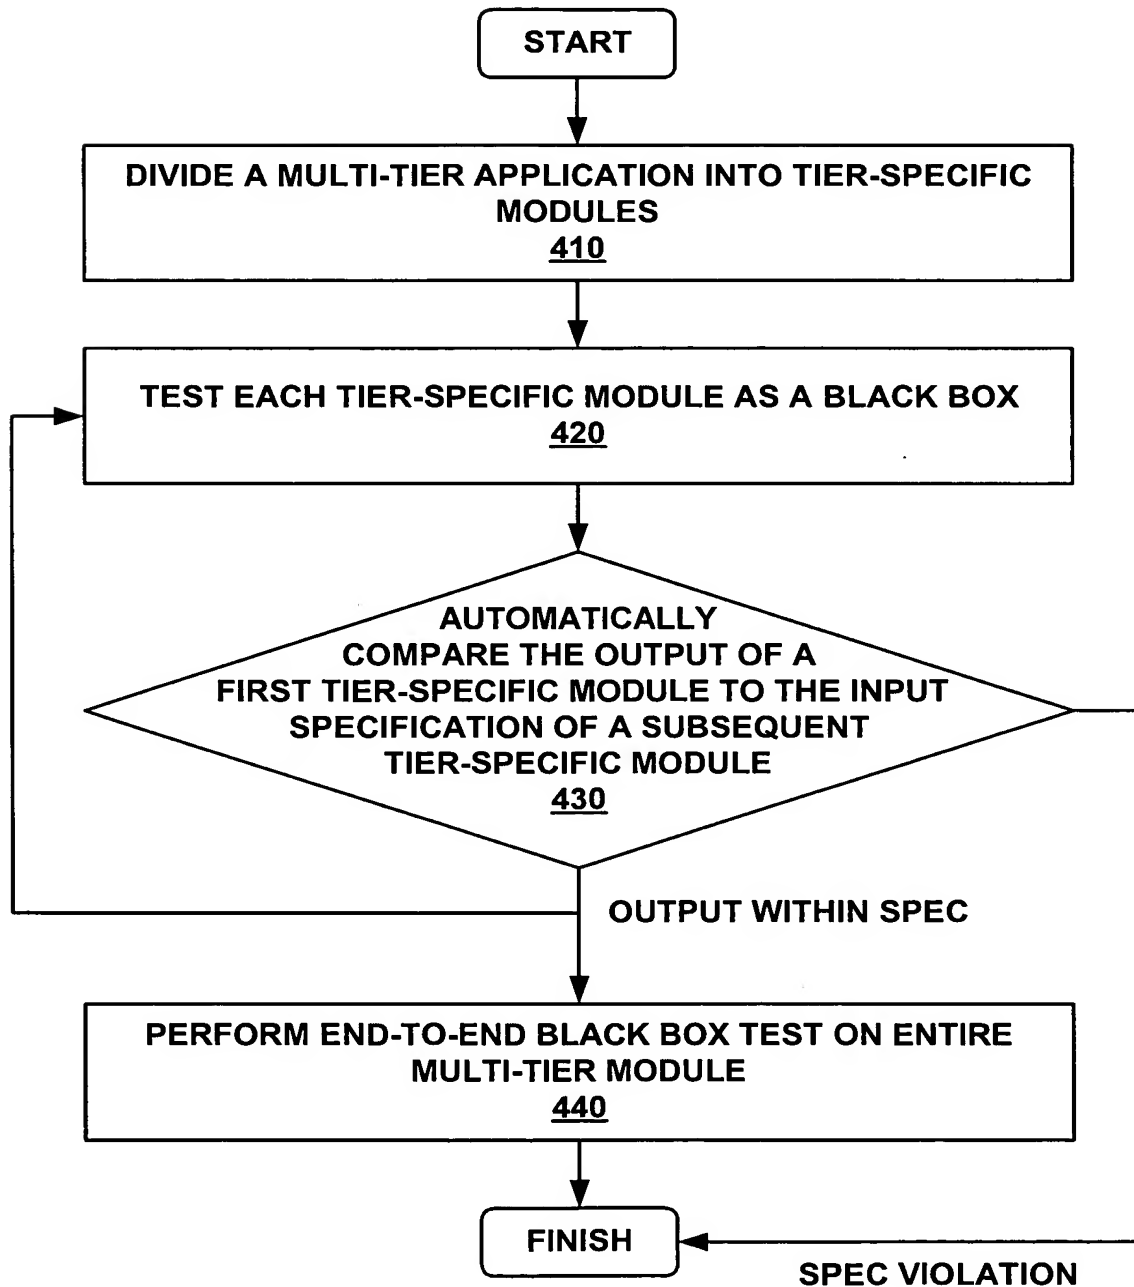 START
DIVIDE A MULTI-TIER APPLICATION INTO TIER-SPECIFIC
MODULES
410
TEST EACH TIER-SPECIFIC MODULE AS A BLACK BOX
420
AUTOMATICALLY
COMPARE THE OUTPUT OF A
FIRST TIER-SPECIFIC MODULE TO THE INPUT
SPECIFICATION OF A SUBSEQUENT
TIER-SPECIFIC MODULE
430
OUTPUT WITHIN SPEC
PERFORM END-TO-END BLACK BOX TEST ON ENTIRE
MULTI-TIER MODULE
440
FINISH
SPEC VIOLATION